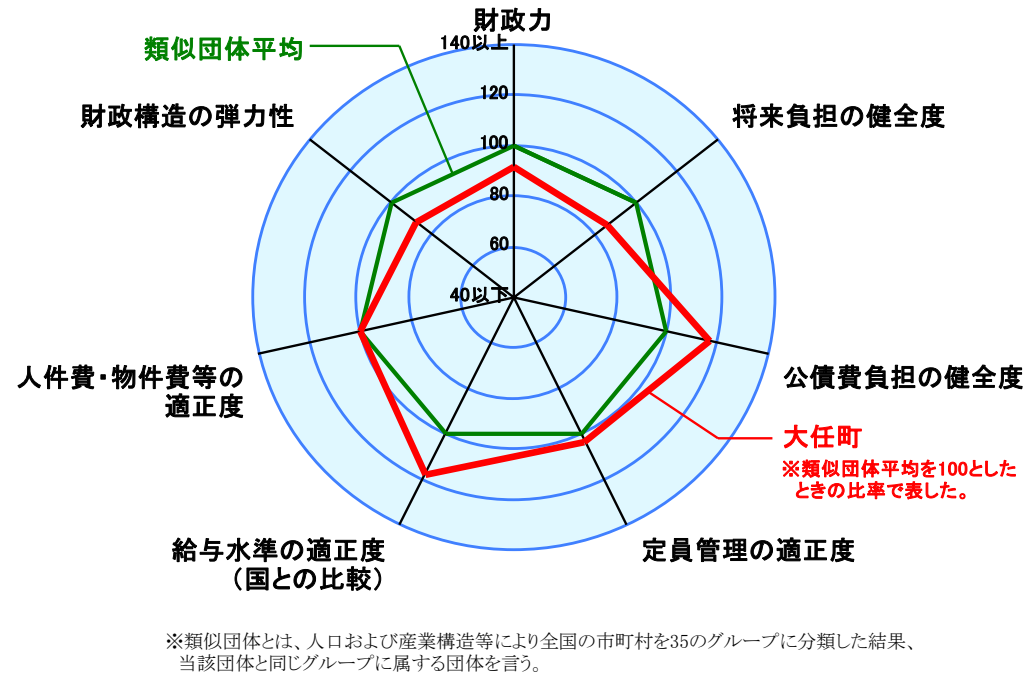 財政力
140以上
類似団体平均
120
財政構造の弾力性
将来負担の健全度
100
80
60
40以下
人件費・物件費等の
適正度
公債費負担の健全度
大任町
※類似団体平均を100とした
ときの比率で表した。
給与水準の適正度
（国との比較）
定員管理の適正度
※類似団体とは、人口および産業構造等により全国の市町村を35のグループに分類した結果、
当該団体と同じグループに属する団体を言う。